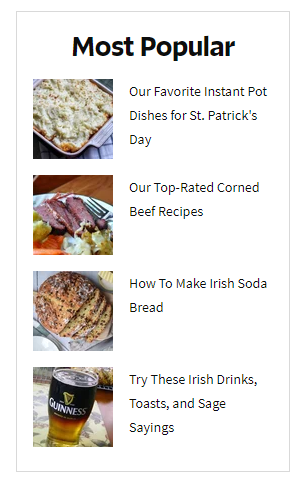 Most Popular
Our Favorite Instant Pot
Dishes for St. Patrick's
Day
Our Top-Rated Corned
Beef Recipes
How To Make Irish Soda
Bread
Try These Irish Drinks,
Toasts, and Sage
Sayings
GUINNESS